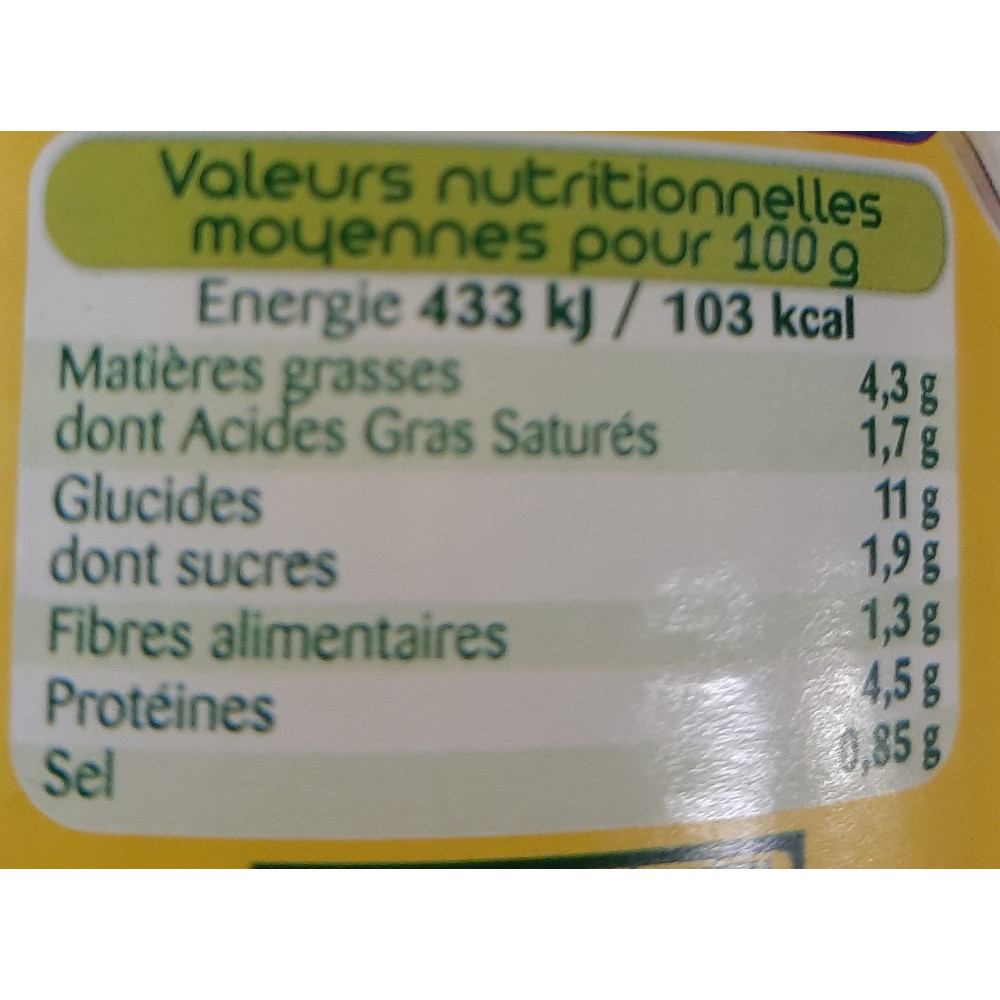 Valeurs nutritionnelles
moyennes pour 100 g
Energie 433 kJ / 103 kcal
Matières grasses 4,3 g
dont Acides Gras Saturés 1,7 g
Glucides 11 g
dont sucres 1,9 g
Fibres alimentaires 1,3 g
Protéines 4,5 g
Sel 0,85 g